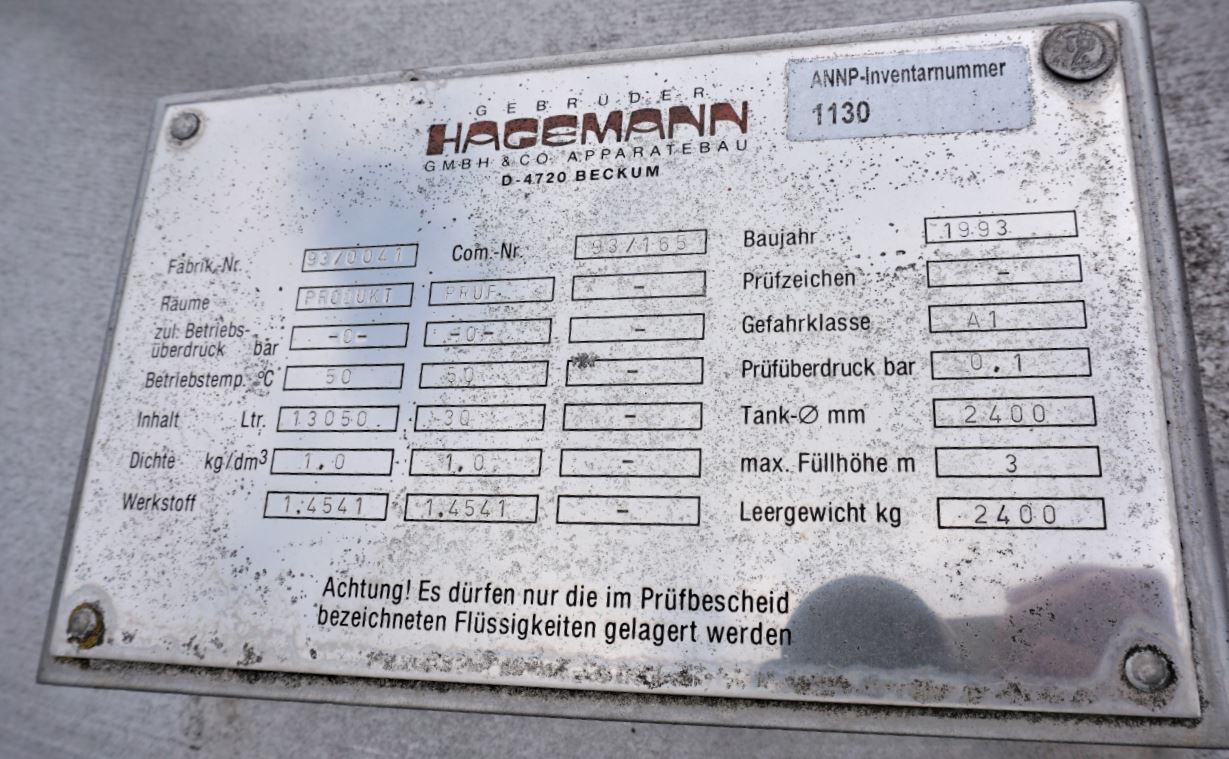 GEBRÜDER
HAGEMANN
GMBH & CO. APPARATEBAU
D-4720 BECKUM
ANNP-Inventarnummer
1130
Fabrik.-Nr. 93/0041 Com.-Nr. 93/165
Räume PRODUKT PRÜF. -
zul. Betriebs-
überdruck bar -0- -0- -
Betriebstemp. °C 50 50 -
Inhalt Ltr. 13050. 30 -
Dichte kg/dm³ 1,0 1,0 -
Werkstoff 1.4541 1.4541 -
Baujahr 1993
Prüfzeichen -
Gefahrklasse A1
Prüfüberdruck bar 0.1
Tank-Ø mm 2400
max. Füllhöhe m 3
Leergewicht kg 2400
Achtung! Es dürfen nur die im Prüfbescheid
bezeichneten Flüssigkeiten gelagert werden